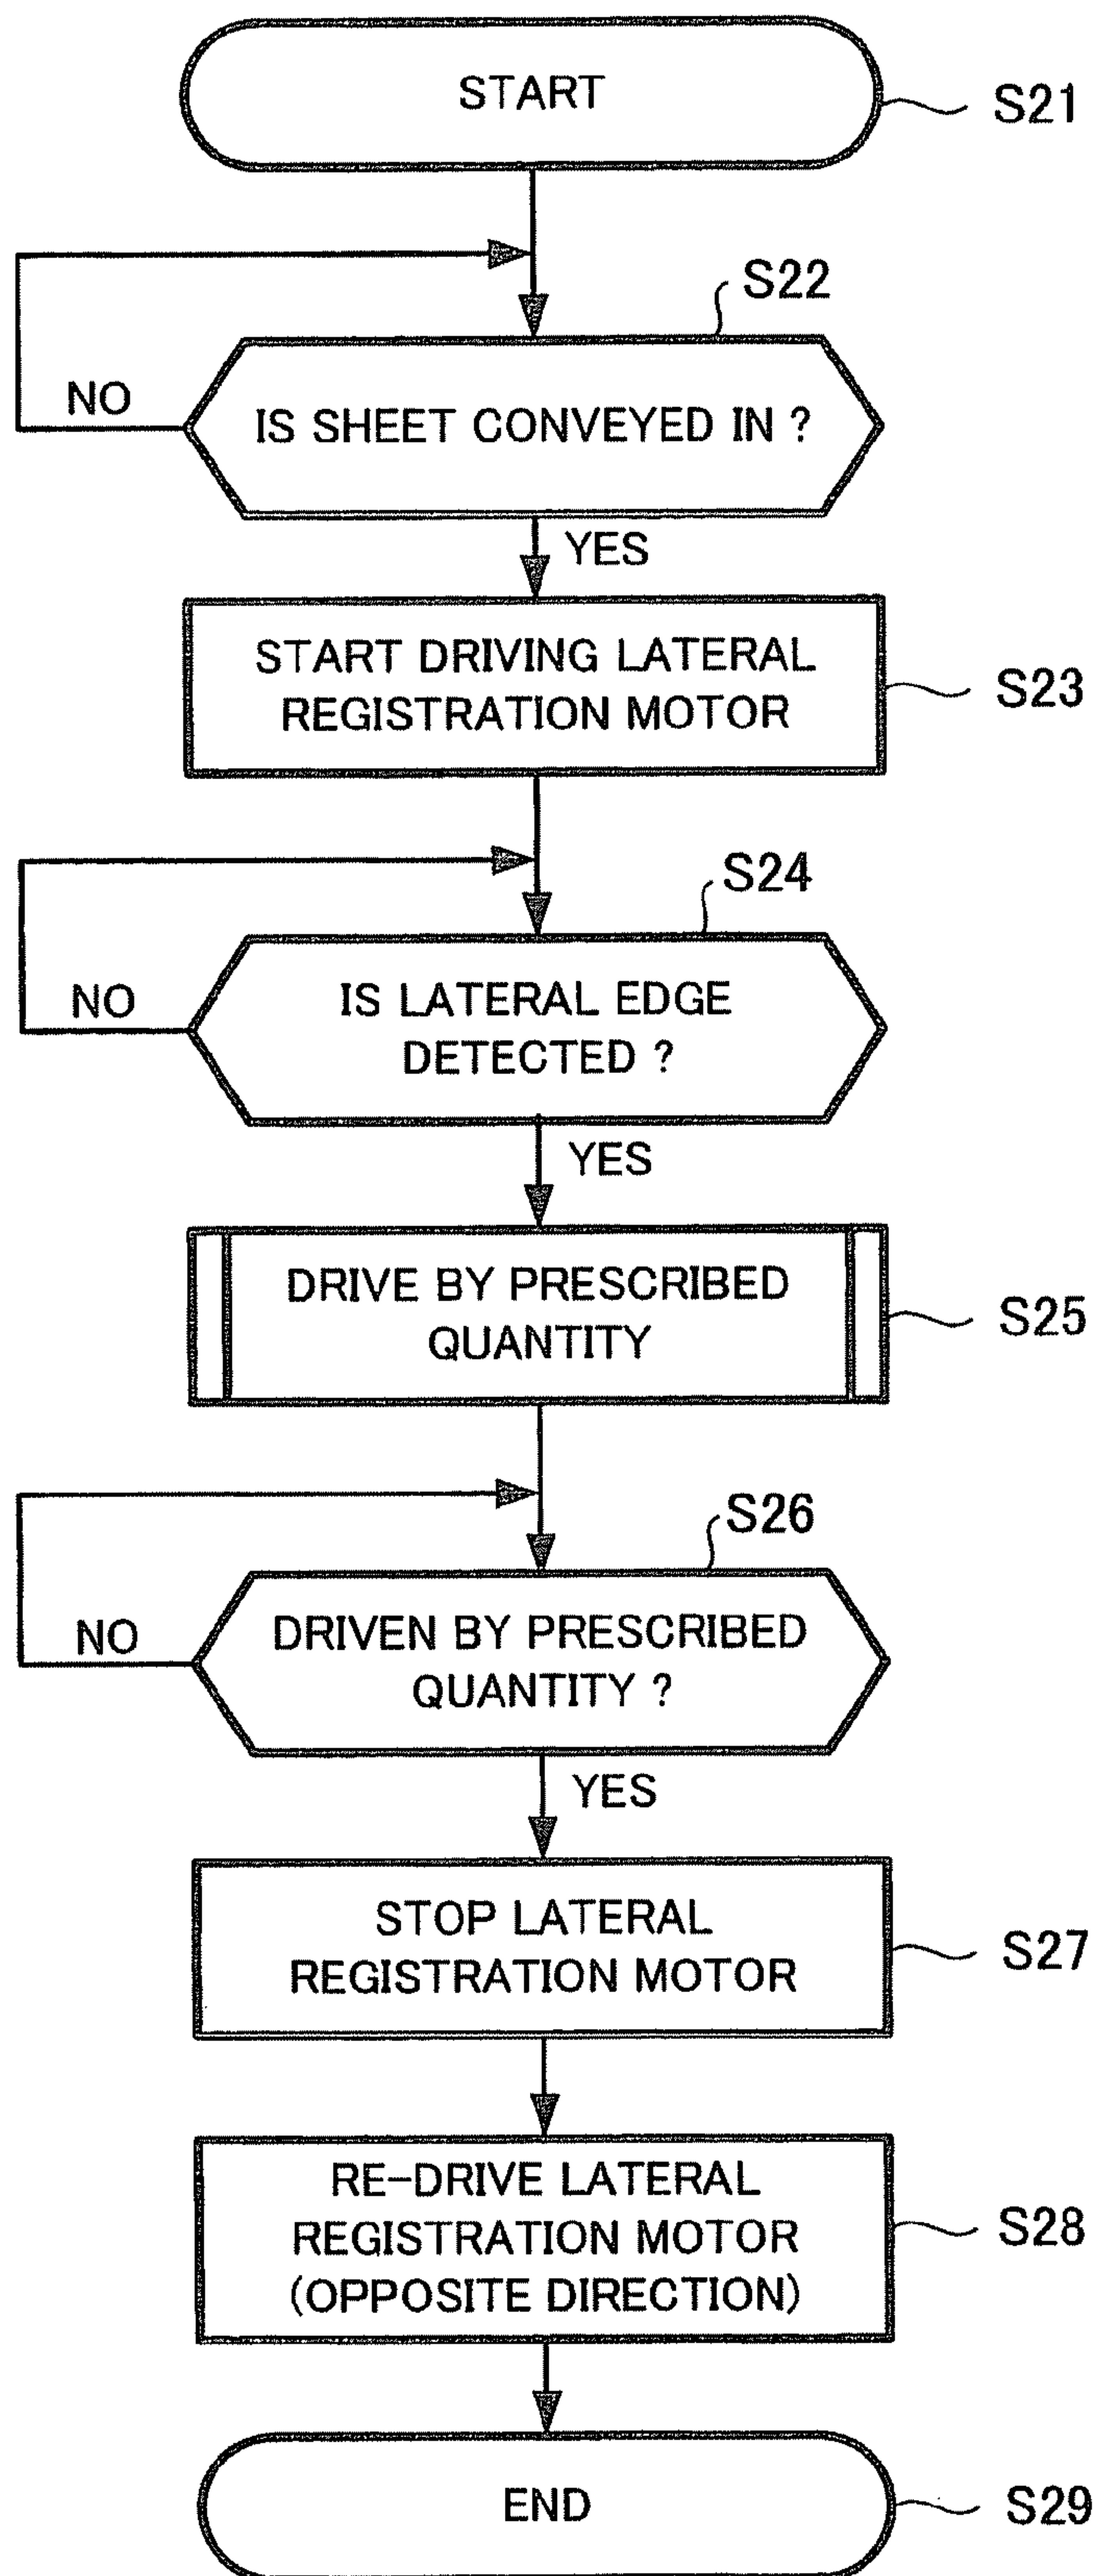 START
S21
S22
NO
IS SHEET CONVEYED IN ?
YES
START DRIVING LATERAL
REGISTRATION MOTOR
S23
S24
NO
IS LATERAL EDGE
DETECTED ?
YES
DRIVE BY PRESCRIBED
QUANTITY
S25
S26
NO
DRIVEN BY PRESCRIBED
QUANTITY ?
YES
STOP LATERAL
REGISTRATION MOTOR
S27
RE-DRIVE LATERAL
REGISTRATION MOTOR
(OPPOSITE DIRECTION)
S28
END
S29